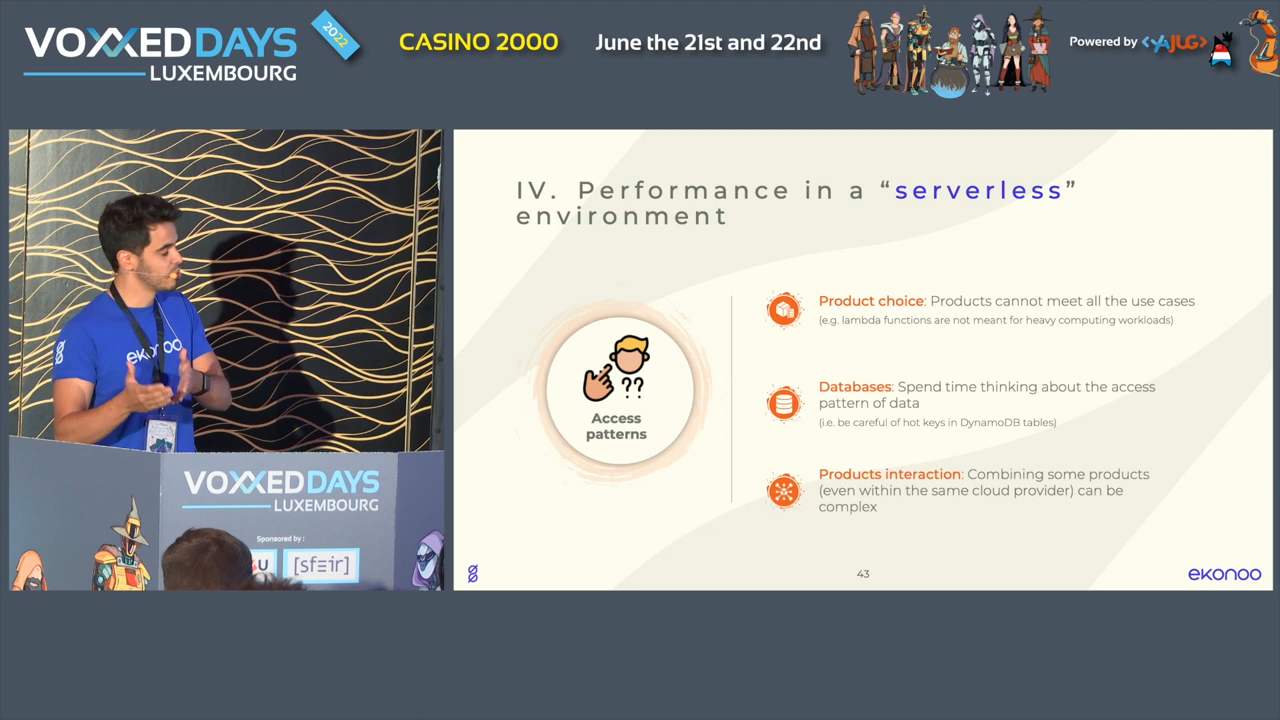 VOXXEDDAYS
LUXEMBOURG
2022
CASINO 2000
June the 21st and 22nd
Powered by <YAJUG>
ekonoo
VOXXEDDAYS
LUXEMBOURG
Sponsored by :
U
[sfeir]
IV. Performance in a “serverless”
environment
??
Access
patterns
Product choice: Products cannot meet all the use cases
(e.g. lambda functions are not meant for heavy computing workloads)
Databases: Spend time thinking about the access
pattern of data
(i.e. be careful of hot keys in DynamoDB tables)
Products interaction: Combining some products
(even within the same cloud provider) can be
complex
43
ekonoo